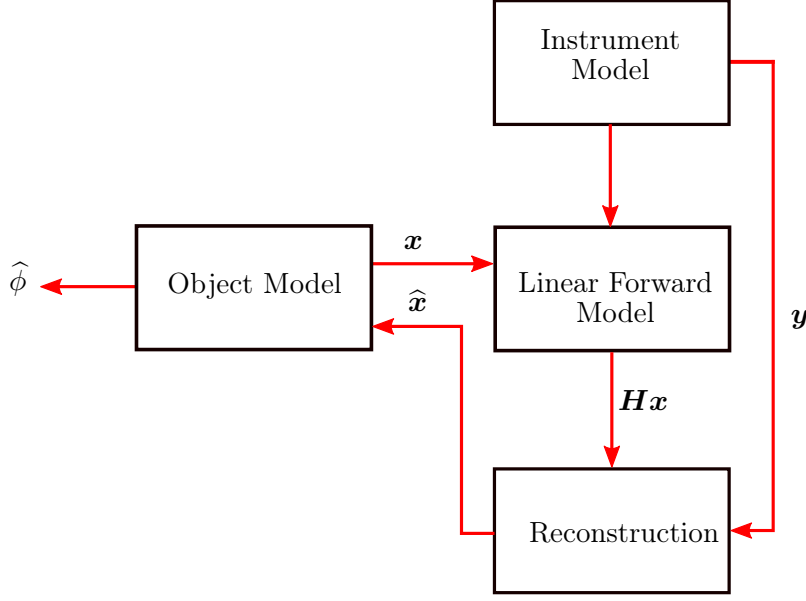 Instrument
Model
x
Object Model
x̂
ϕ̂
Linear Forward
Model
y
Hx
Reconstruction